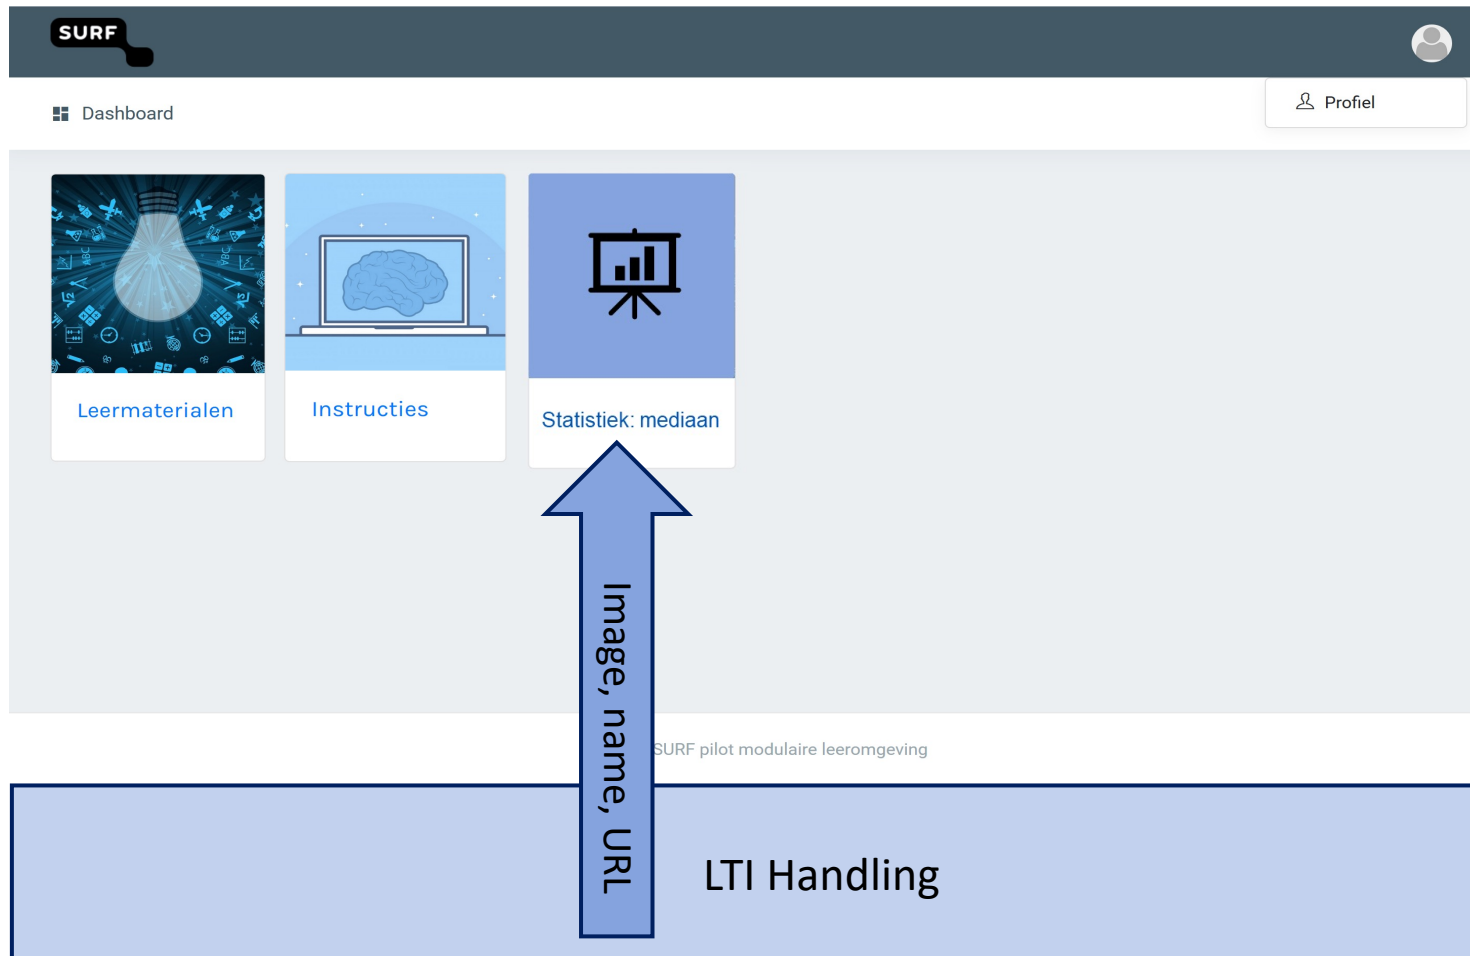 SURF
Profiel
Dashboard
Leermaterialen
Instructies
Statistiek: mediaan
Image, name, URL
SURF pilot modulaire leeromgeving
LTI Handling